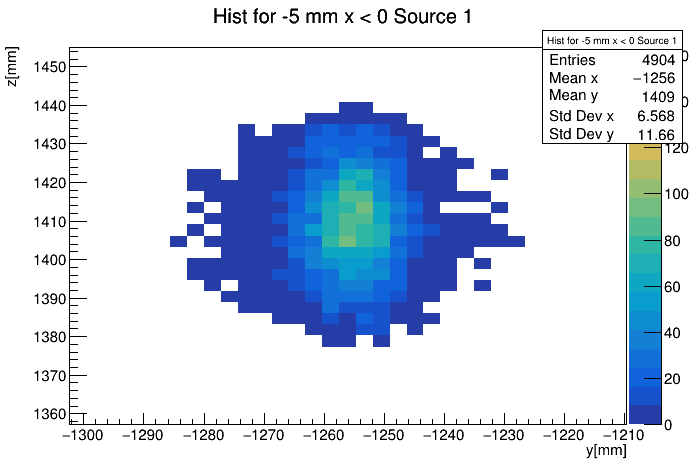 Hist for -5 mm x < 0 Source 1
z[mm]
Hist for -5 mm x < 0 Source 1
Entries 4904
Mean x −1256
Mean y 1409
Std Dev x 6.568
Std Dev y 11.66
1450
1440
1430
1420
1410
1400
1390
1380
1370
1360
120
100
80
60
40
20
0
−1300 −1290 −1280 −1270 −1260 −1250 −1240 −1230 −1220 −1210
y[mm]